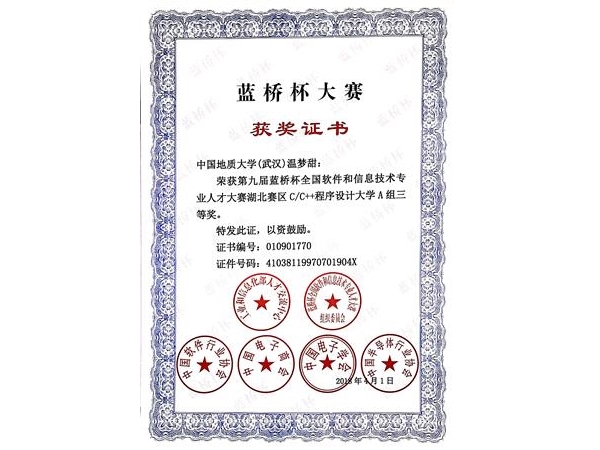 蓝桥杯大赛
获奖证书
中国地质大学(武汉)温梦甜:
荣获第九届蓝桥杯全国软件和信息技术专
业人才大赛湖北赛区C/C++程序设计大学A组三
等奖。
特发此证，以资鼓励。
证书编号: 010901770
证件号码: 41038119970701904X
工业和信息化部人才交流中心
蓝桥杯全国软件和信息技术专业人才大赛
组织委员会
中国软件行业协会
中国电子商会
中国电子学会
中国半导体行业协会
2018年4月1日